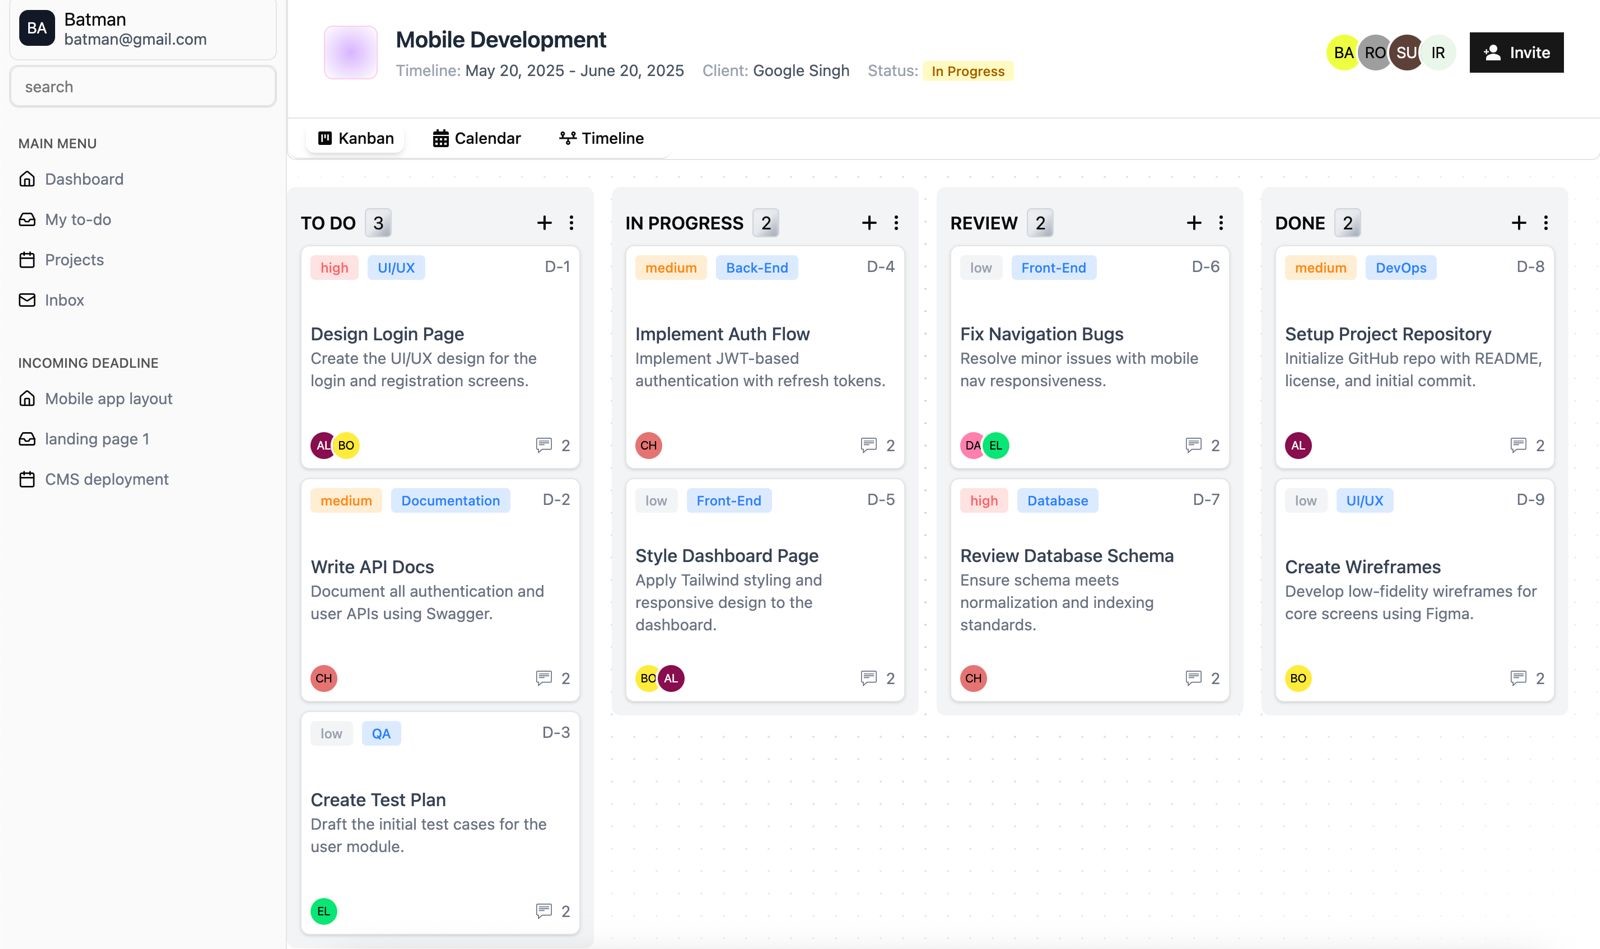 BA
Batman
batman@gmail.com
search
MAIN MENU
Dashboard
My to-do
Projects
Inbox
INCOMING DEADLINE
Mobile app layout
landing page 1
CMS deployment
Mobile Development
Timeline: May 20, 2025 - June 20, 2025 Client: Google Singh Status: In Progress
BA RO SU IR
Invite
Kanban Calendar Timeline
TO DO 3
high UI/UX D-1
Design Login Page
Create the UI/UX design for the
login and registration screens.
AL BO 2
medium Documentation D-2
Write API Docs
Document all authentication and
user APIs using Swagger.
CH 2
low QA D-3
Create Test Plan
Draft the initial test cases for the
user module.
EL 2
IN PROGRESS 2
medium Back-End D-4
Implement Auth Flow
Implement JWT-based
authentication with refresh tokens.
CH 2
low Front-End D-5
Style Dashboard Page
Apply Tailwind styling and
responsive design to the
dashboard.
BO AL 2
REVIEW 2
low Front-End D-6
Fix Navigation Bugs
Resolve minor issues with mobile
nav responsiveness.
DA EL 2
high Database D-7
Review Database Schema
Ensure schema meets
normalization and indexing
standards.
CH 2
DONE 2
medium DevOps D-8
Setup Project Repository
Initialize GitHub repo with README,
license, and initial commit.
AL 2
low UI/UX D-9
Create Wireframes
Develop low-fidelity wireframes for
core screens using Figma.
BO 2